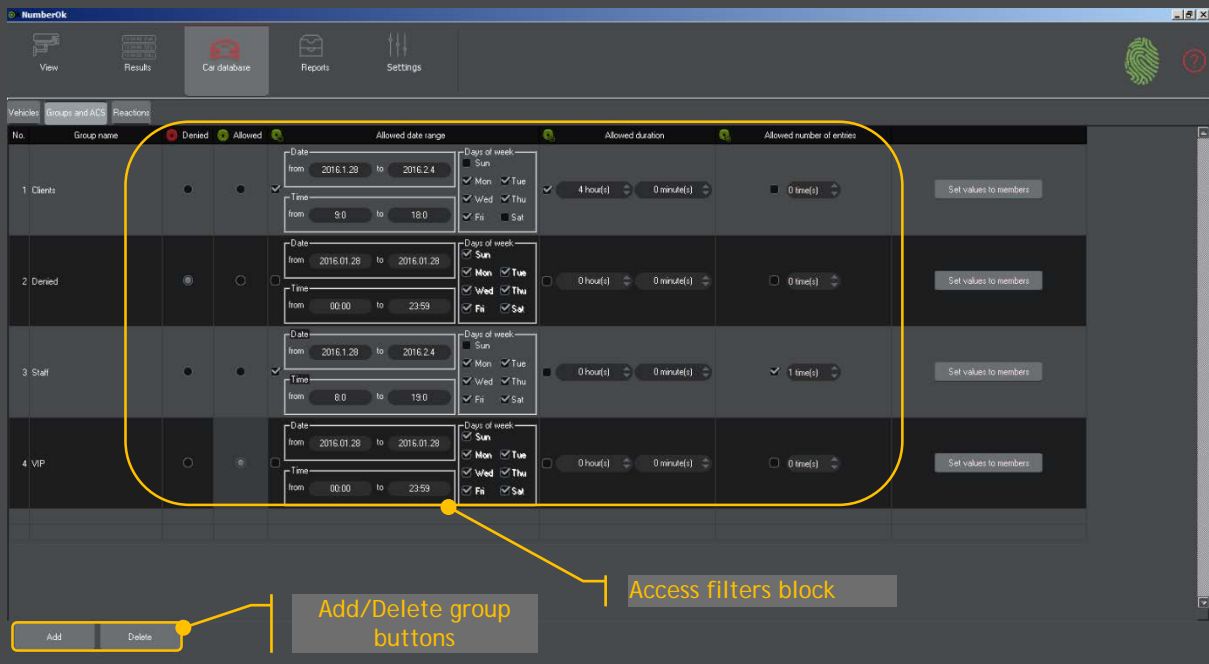 NumberOk
View Results Car database Reports Settings
Vehicles Groups and ACS Reactions
No. Group name Denied Allowed Allowed date range Allowed duration Allowed number of entries
Date Days of week
Sun
from 2016.1.28 to 2016.2.4
Mon Tue
1 Clients 4 hour(s) 0 minute(s) 0 time(s) Set values to members
Time
Wed Thu
from 9:0 to 18:0
Fri Sat
Date Days of week
Sun
from 2016.01.28 to 2016.01.28
Mon Tue
2 Denied 0 hour(s) 0 minute(s) 0 time(s) Set values to members
Time
Wed Thu
from 00:00 to 23:59
Fri Sat
Date Days of week
Sun
from 2016.1.28 to 2016.2.4
Mon Tue
3 Staff 0 hour(s) 0 minute(s) 1 time(s) Set values to members
Time
Wed Thu
from 8:0 to 19:0
Fri Sat
Date Days of week
Sun
from 2016.01.28 to 2016.01.28
Mon Tue
4 VIP 0 hour(s) 0 minute(s) 0 time(s) Set values to members
Time
Wed Thu
from 00:00 to 23:59
Fri Sat
Access filters block
Add/Delete group
buttons
Add Delete